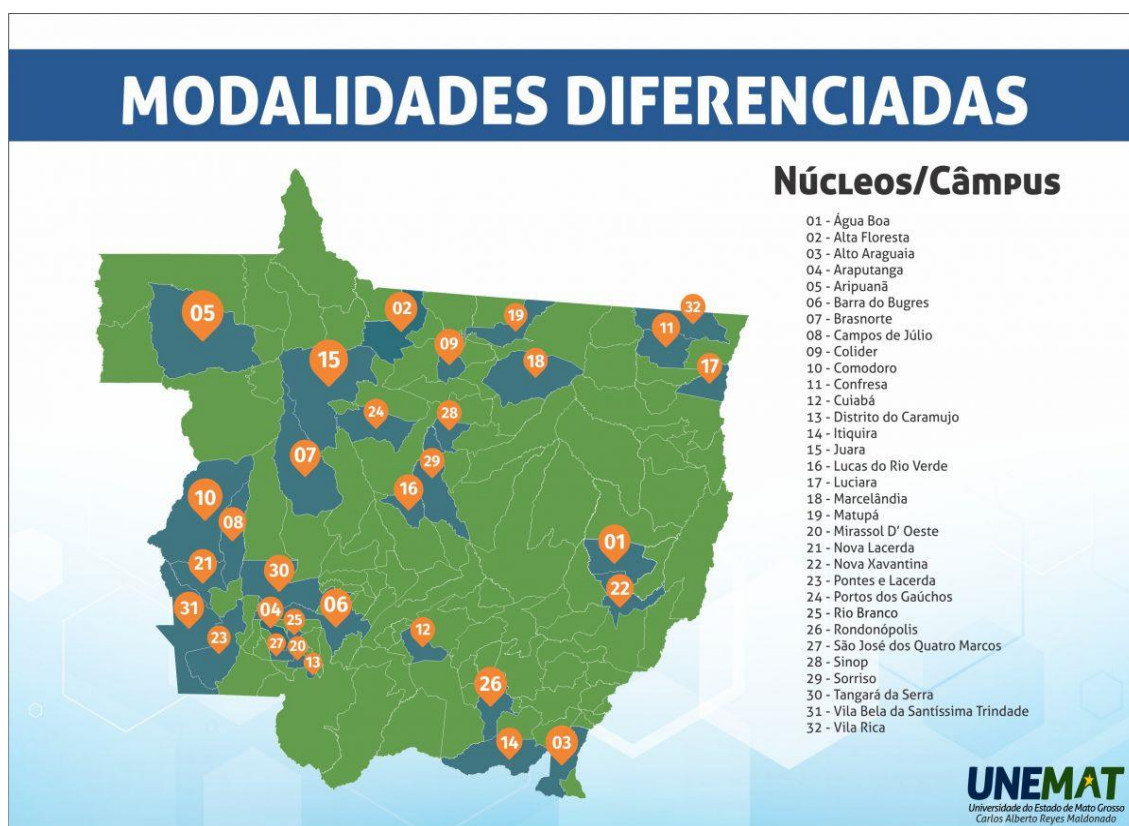 MODALIDADES DIFERENCIADAS
Núcleos/Câmpus
01 - Água Boa
02 - Alta Floresta
03 - Alto Araguaia
04 - Araputanga
05 - Aripuanã
06 - Barra do Bugres
07 - Brasnorte
08 - Campos de Júlio
09 - Colider
10 - Comodoro
11 - Confresa
12 - Cuiabá
13 - Distrito do Caramujo
14 - Itiquira
15 - Juara
16 - Lucas do Rio Verde
17 - Luciara
18 - Marcelândia
19 - Matupá
20 - Mirassol D' Oeste
21 - Nova Lacerda
22 - Nova Xavantina
23 - Pontes e Lacerda
24 - Portos dos Gaúchos
25 - Rio Branco
26 - Rondonópolis
27 - São José dos Quatro Marcos
28 - Sinop
29 - Sorriso
30 - Tangará da Serra
31 - Vila Bela da Santíssima Trindade
32 - Vila Rica
05
02
19
32
11
09
15
18
17
24
28
07
29
16
10
08
01
21
30
22
31
04
06
25
12
23
27
20
13
26
14
03
UNEMAT
Universidade do Estado de Mato Grosso
Carlos Alberto Reyes Maldonado